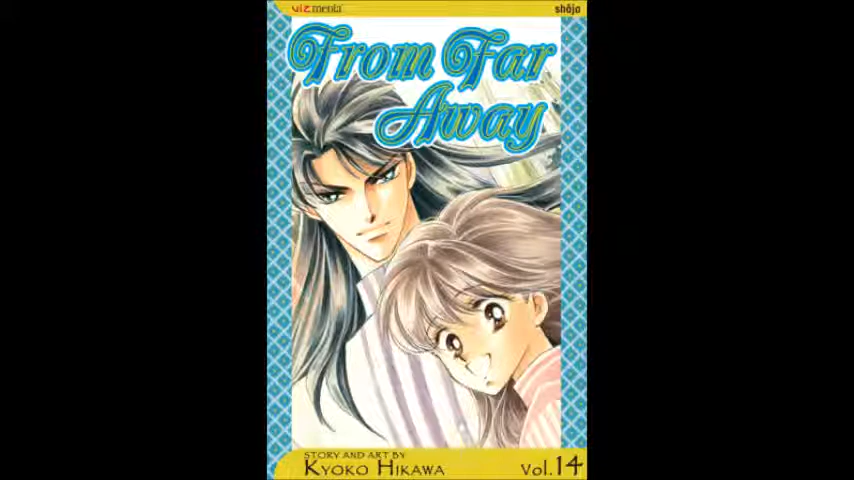 VIZ media
shōjo
From Far
Away
STORY AND ART BY
KYOKO HIKAWA
Vol.14